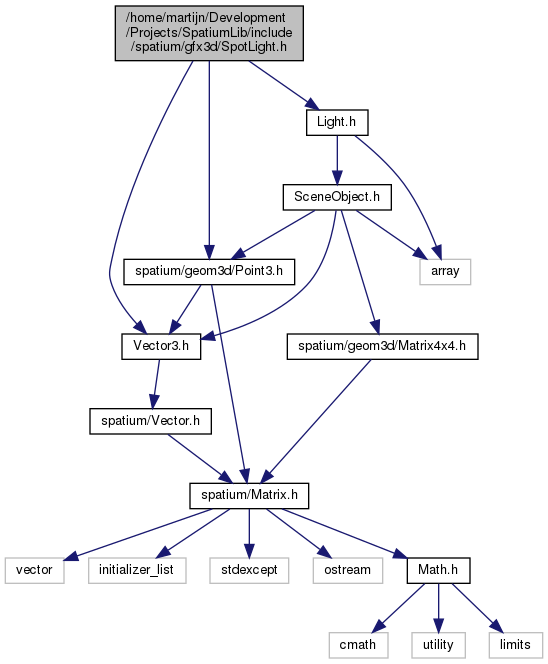 /home/martijn/Development
/Projects/SpatiumLib/include
/spatium/gfx3d/SpotLight.h
Light.h
SceneObject.h
spatium/geom3d/Point3.h
array
Vector3.h
spatium/geom3d/Matrix4x4.h
spatium/Vector.h
spatium/Matrix.h
vector
initializer_list
stdexcept
ostream
Math.h
cmath
utility
limits